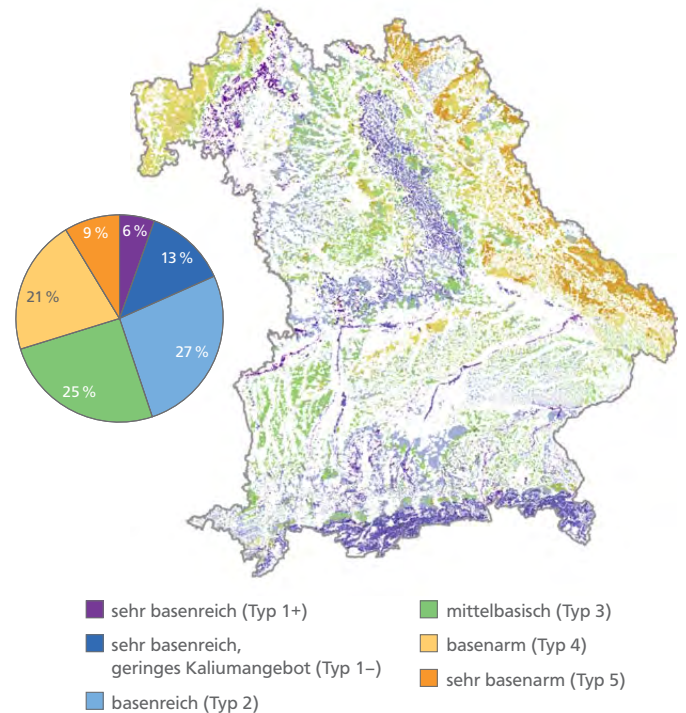 9 %
6 %
13 %
21 %
27 %
25 %
sehr basenreich (Typ 1+)
sehr basenreich,
geringes Kaliumangebot (Typ 1–)
basenreich (Typ 2)
mittelbasisch (Typ 3)
basenarm (Typ 4)
sehr basenarm (Typ 5)